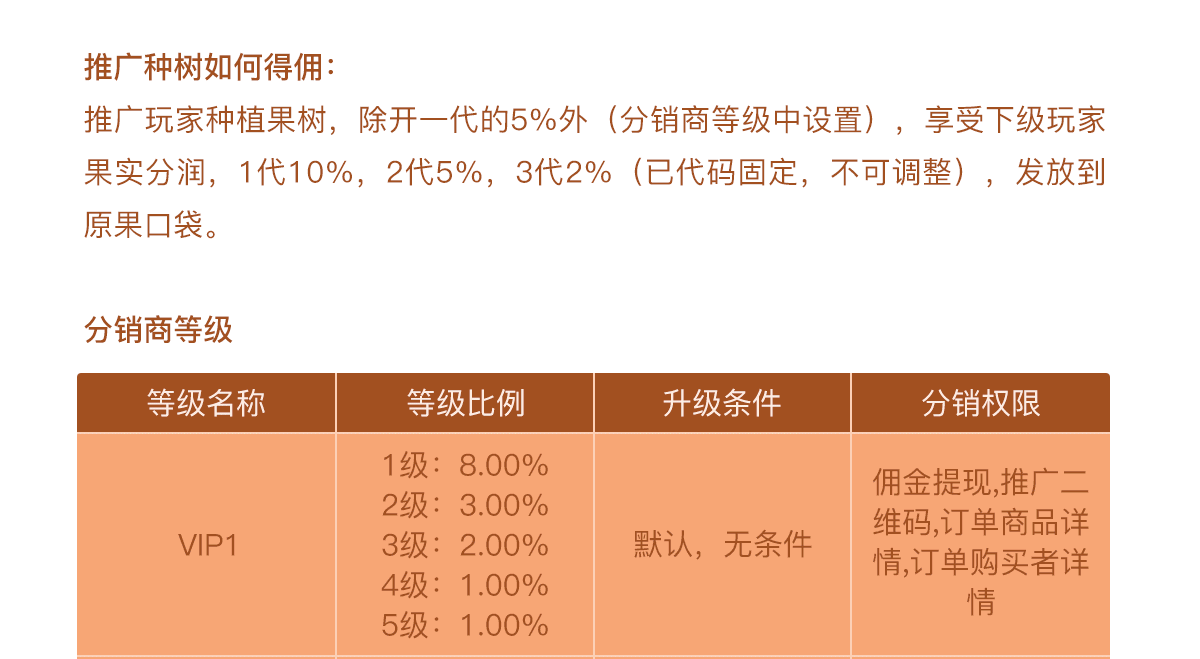 推广种树如何得佣：
推广玩家种植果树，除开一代的5%外（分销商等级中设置），享受下级玩家
果实分润，1代10%，2代5%，3代2%（已代码固定，不可调整），发放到
原果口袋。
分销商等级
等级名称 等级比例 升级条件 分销权限
VIP1
1级：8.00%
2级：3.00%
3级：2.00%
4级：1.00%
5级：1.00%
默认，无条件
佣金提现,推广二
维码,订单商品详
情,订单购买者详
情